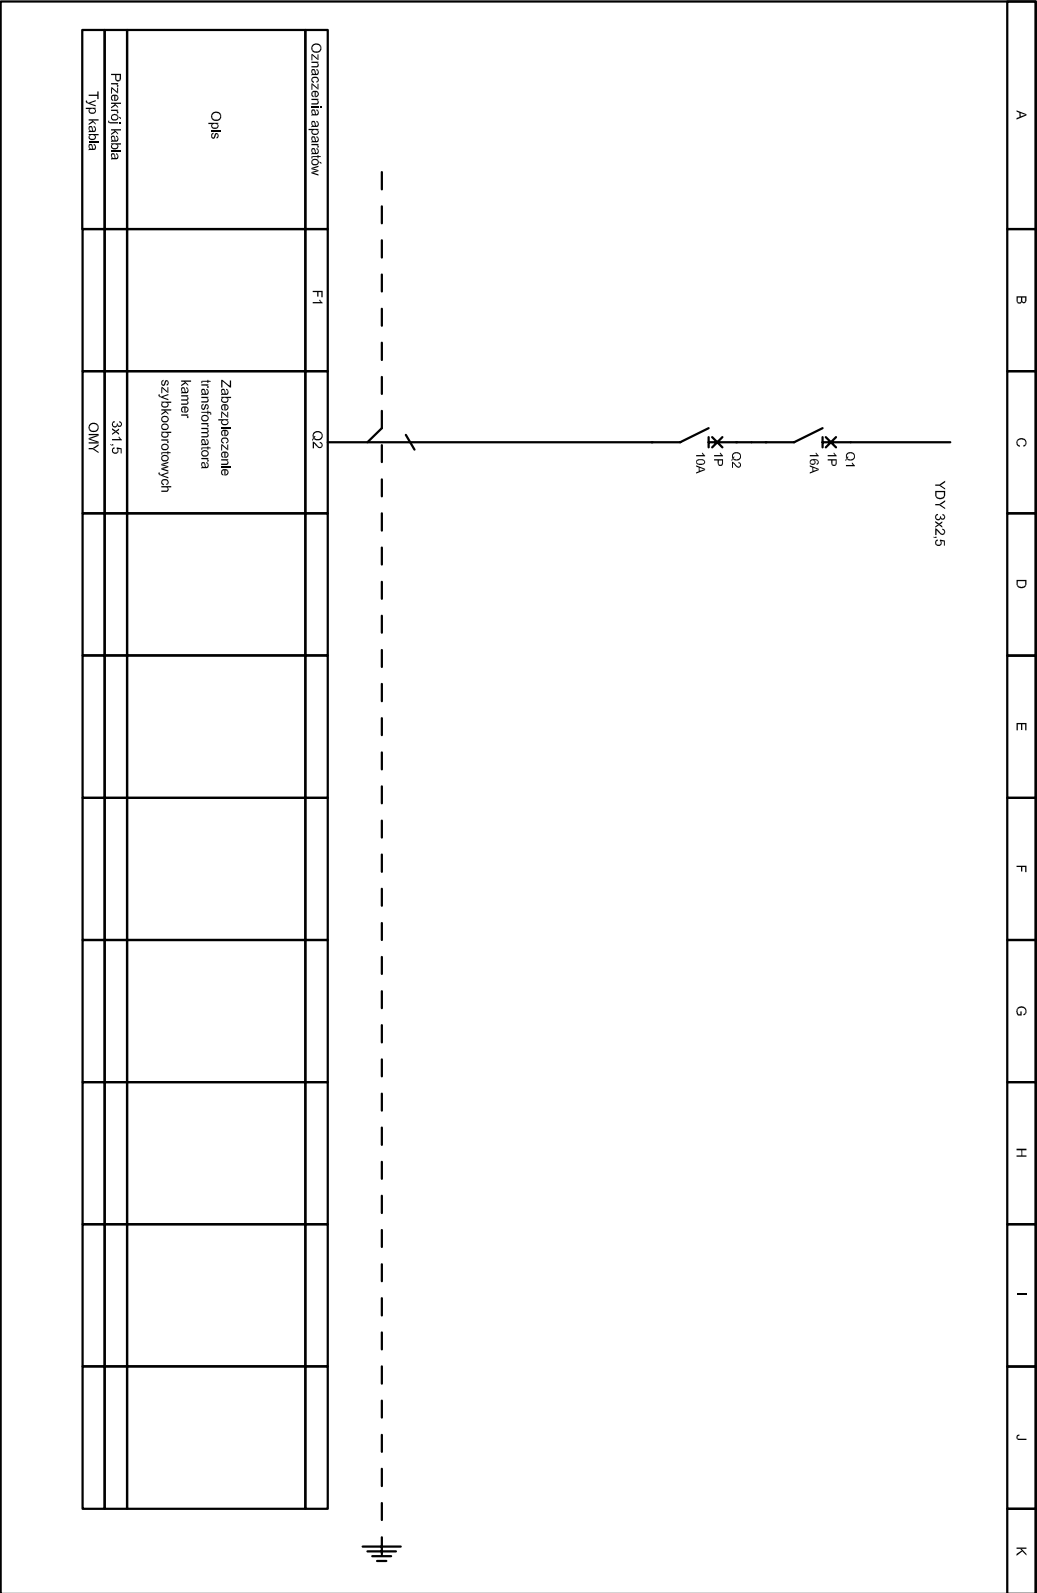 A
B
C
D
E
F
G
H
I
J
K
YDY 3x2,5
Q1
1P
16A
Q2
1P
10A
Oznaczenia aparatów
F1
Q2
Opis
Zabezpieczenie
transformatora
kamer
szybkoobrotowych
Przekrój kabla
3x1,5
Typ kabla
OMY